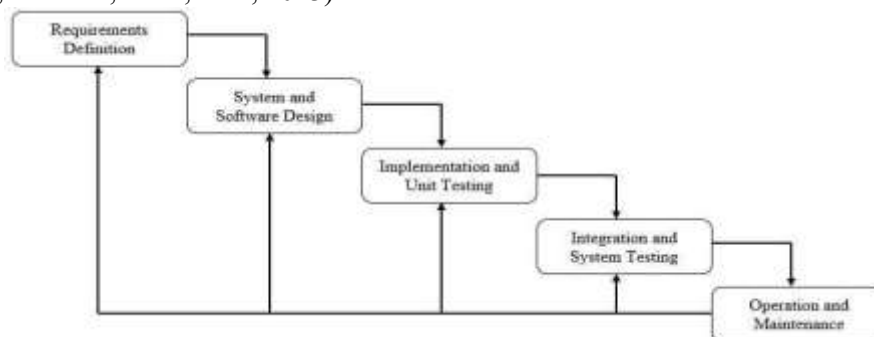 Requirements
Definition
System and
Software Design
Implementation and
Unit Testing
Integration and
System Testing
Operation and
Maintenance